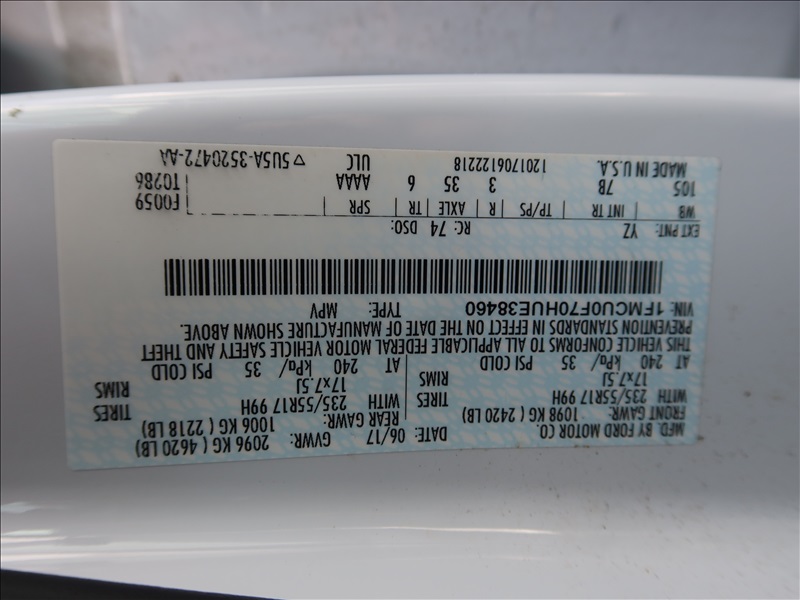 MFD. BY FORD MOTOR CO.
DATE: 06/17 GVWR: 2096 KG ( 4620 LB)
FRONT GAWR: 1098 KG ( 2420 LB) REAR GAWR: 1006 KG ( 2218 LB)
WITH 235/55R17 99H TIRES WITH 235/55R17 99H TIRES
17x7.5J RIMS 17x7.5J RIMS
AT 240 kPa/ 35 PSI COLD AT 240 kPa/ 35 PSI COLD
THIS VEHICLE CONFORMS TO ALL APPLICABLE FEDERAL MOTOR VEHICLE SAFETY AND THEFT
PREVENTION STANDARDS IN EFFECT ON THE DATE OF MANUFACTURE SHOWN ABOVE.
VIN: 1FMCU0F70HUE38460 TYPE: MPV
EXT PNT: YZ RC: 74 DSO:
WB INT TR TP/PS R AXLE TR SPR F0059
105 7B 3 35 6 AAAA T0286
MADE IN U.S.A. 1201706122218 ULC ▽5U5A-3520472-AA